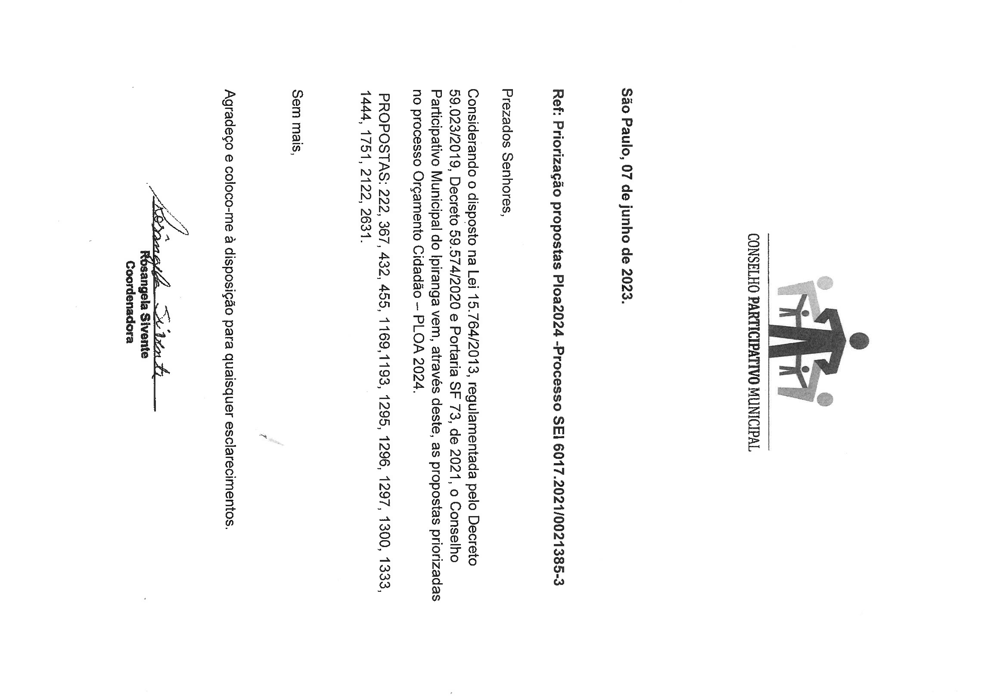 CONSELHO PARTICIPATIVO MUNICIPAL
São Paulo, 07 de junho de 2023.
Ref: Priorização propostas Ploa2024 -Processo SEI 6017.2021/0021385-3
Prezados Senhores,
Considerando o disposto na Lei 15.764/2013, regulamentada pelo Decreto
59.023/2019, Decreto 59.574/2020 e Portaria SF 73, de 2021, o Conselho
Participativo Municipal do Ipiranga vem, através deste, as propostas priorizadas
no processo Orçamento Cidadão – PLOA 2024.
PROPOSTAS: 222, 367, 432, 455, 1169,1193, 1295, 1296, 1297, 1300, 1333,
1444, 1751, 2122, 2631.
Sem mais,
Agradeço e coloco-me à disposição para quaisquer esclarecimentos.
Rosangela Sivente
Rosangela Sivente
Coordenadora